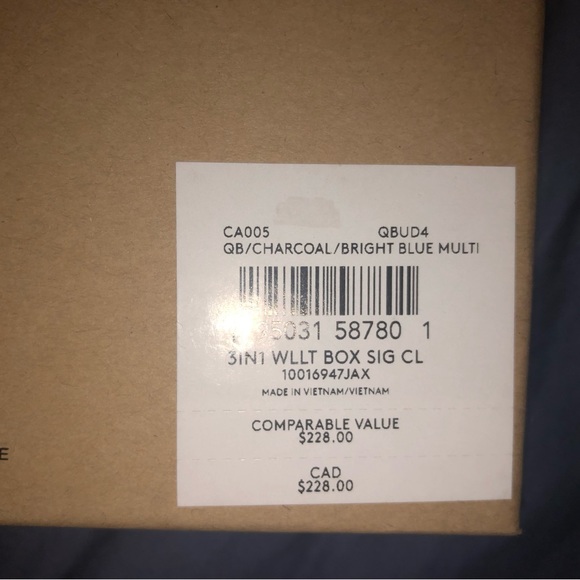 CA005 QBUD4
QB/CHARCOAL/BRIGHT BLUE MULTI
5031 58780 1
3IN1 WLLT BOX SIG CL
10016947JAX
MADE IN VIETNAM/VIETNAM
COMPARABLE VALUE
$228.00
CAD
$228.00
E